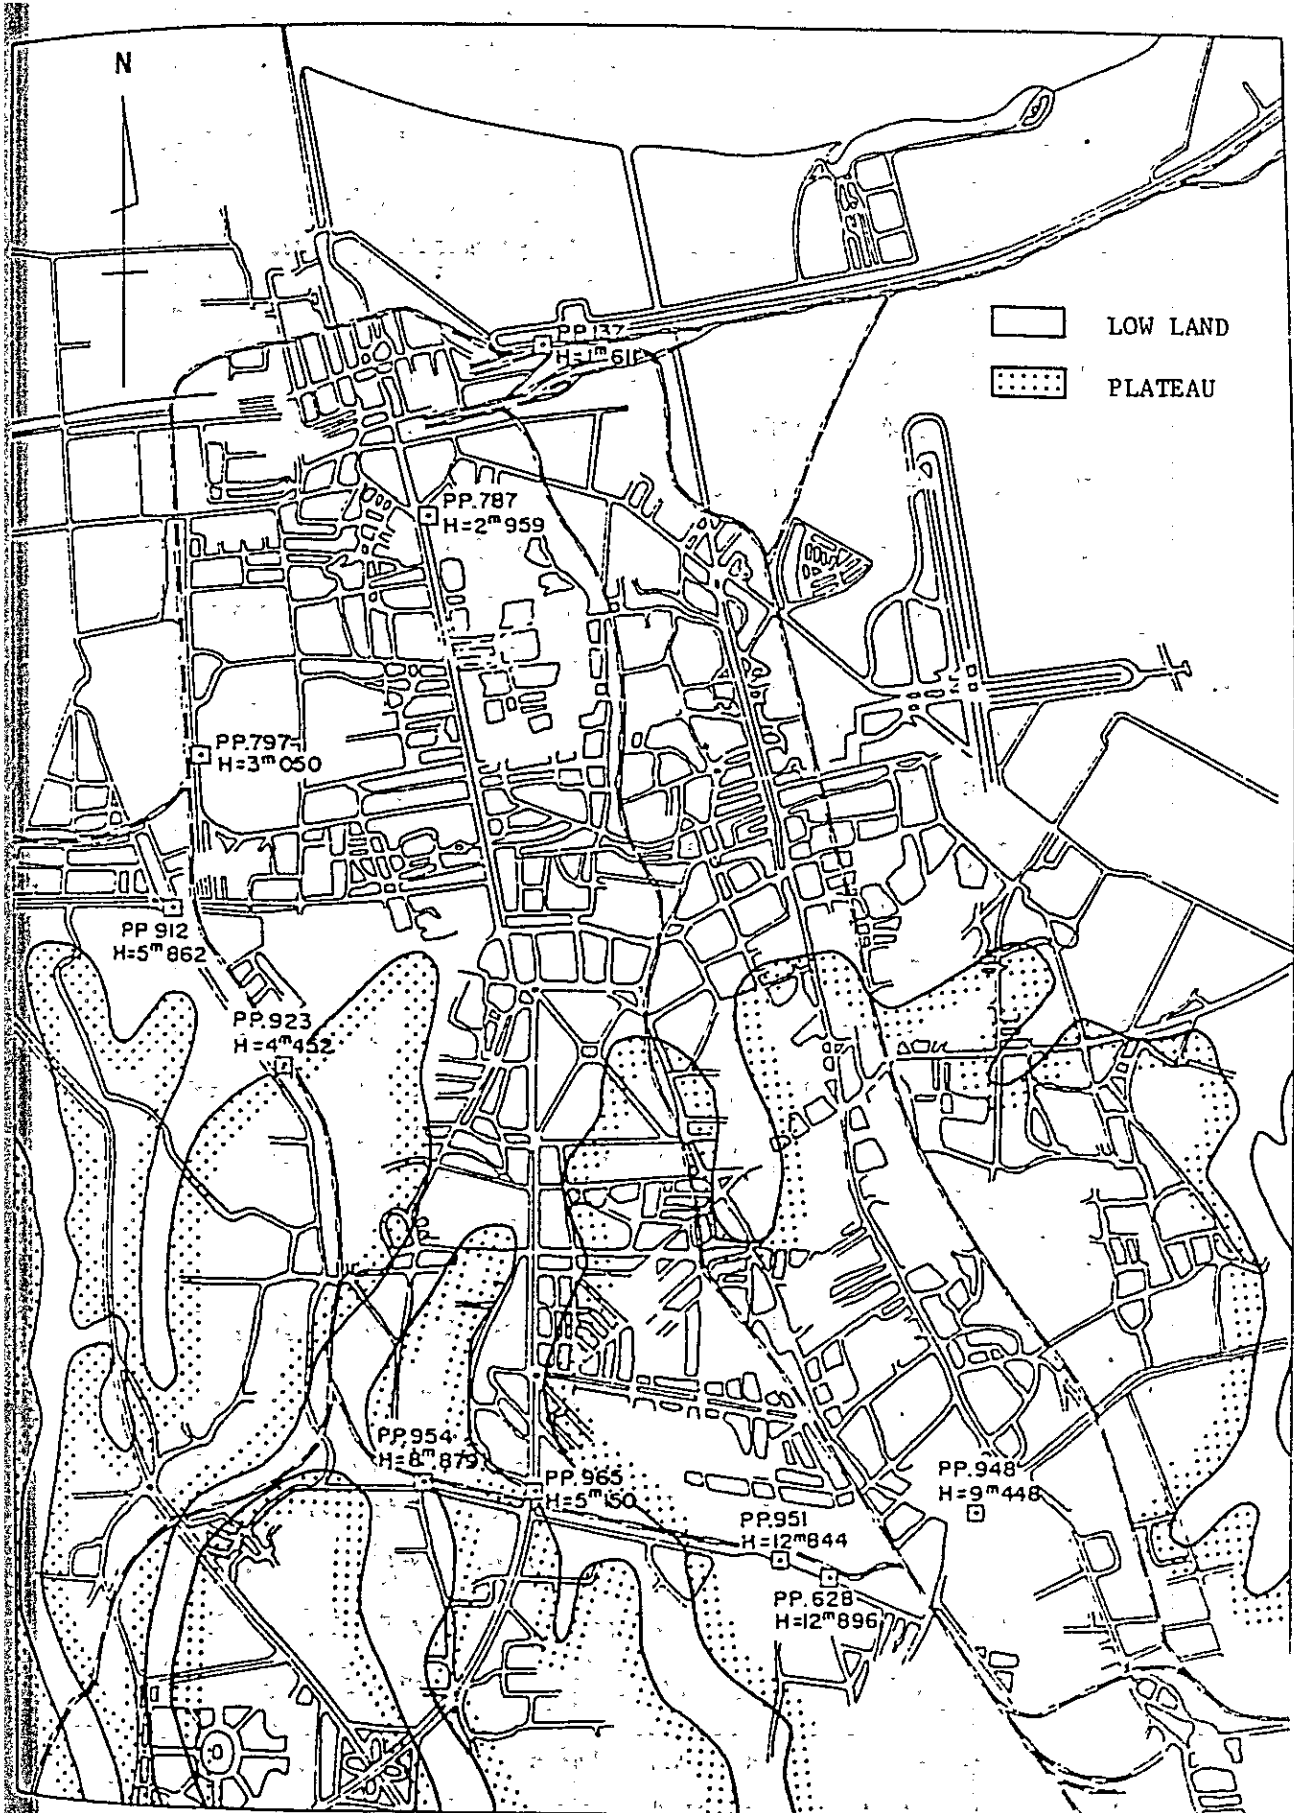 N
PP.137
H=1ᵐ611
LOW LAND
PLATEAU
PP.787
H=2ᵐ959
PP.797
H=3ᵐ050
PP 912
H=5ᵐ862
PP.923
H=4ᵐ452
PP.954
H=8ᵐ879
PP.965
H=5ᵐ150
PP.948
H=9ᵐ448
PP.951
H=12ᵐ844
PP.628
H=12ᵐ896